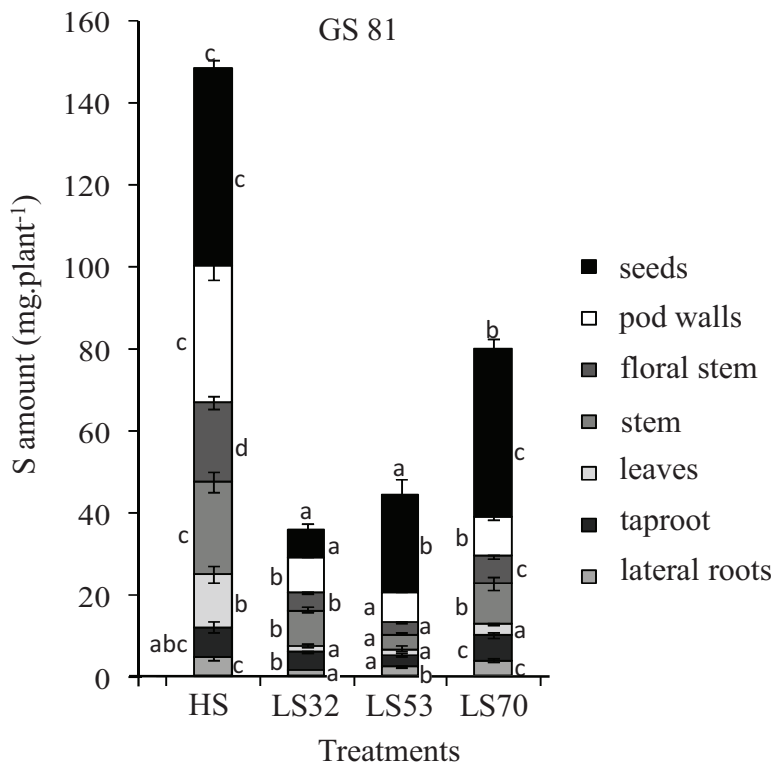 GS 81
S amount (mg.plant-1)
160
140
120
100
80
60
40
20
0
c
c
c
d
c
b
abc
c
a
a
b
b
b
a
b
a
a
b
a
a
a
a
a
b
b
c
b
c
b
a
c
c
HS LS32 LS53 LS70
Treatments
seeds
pod walls
floral stem
stem
leaves
taproot
lateral roots